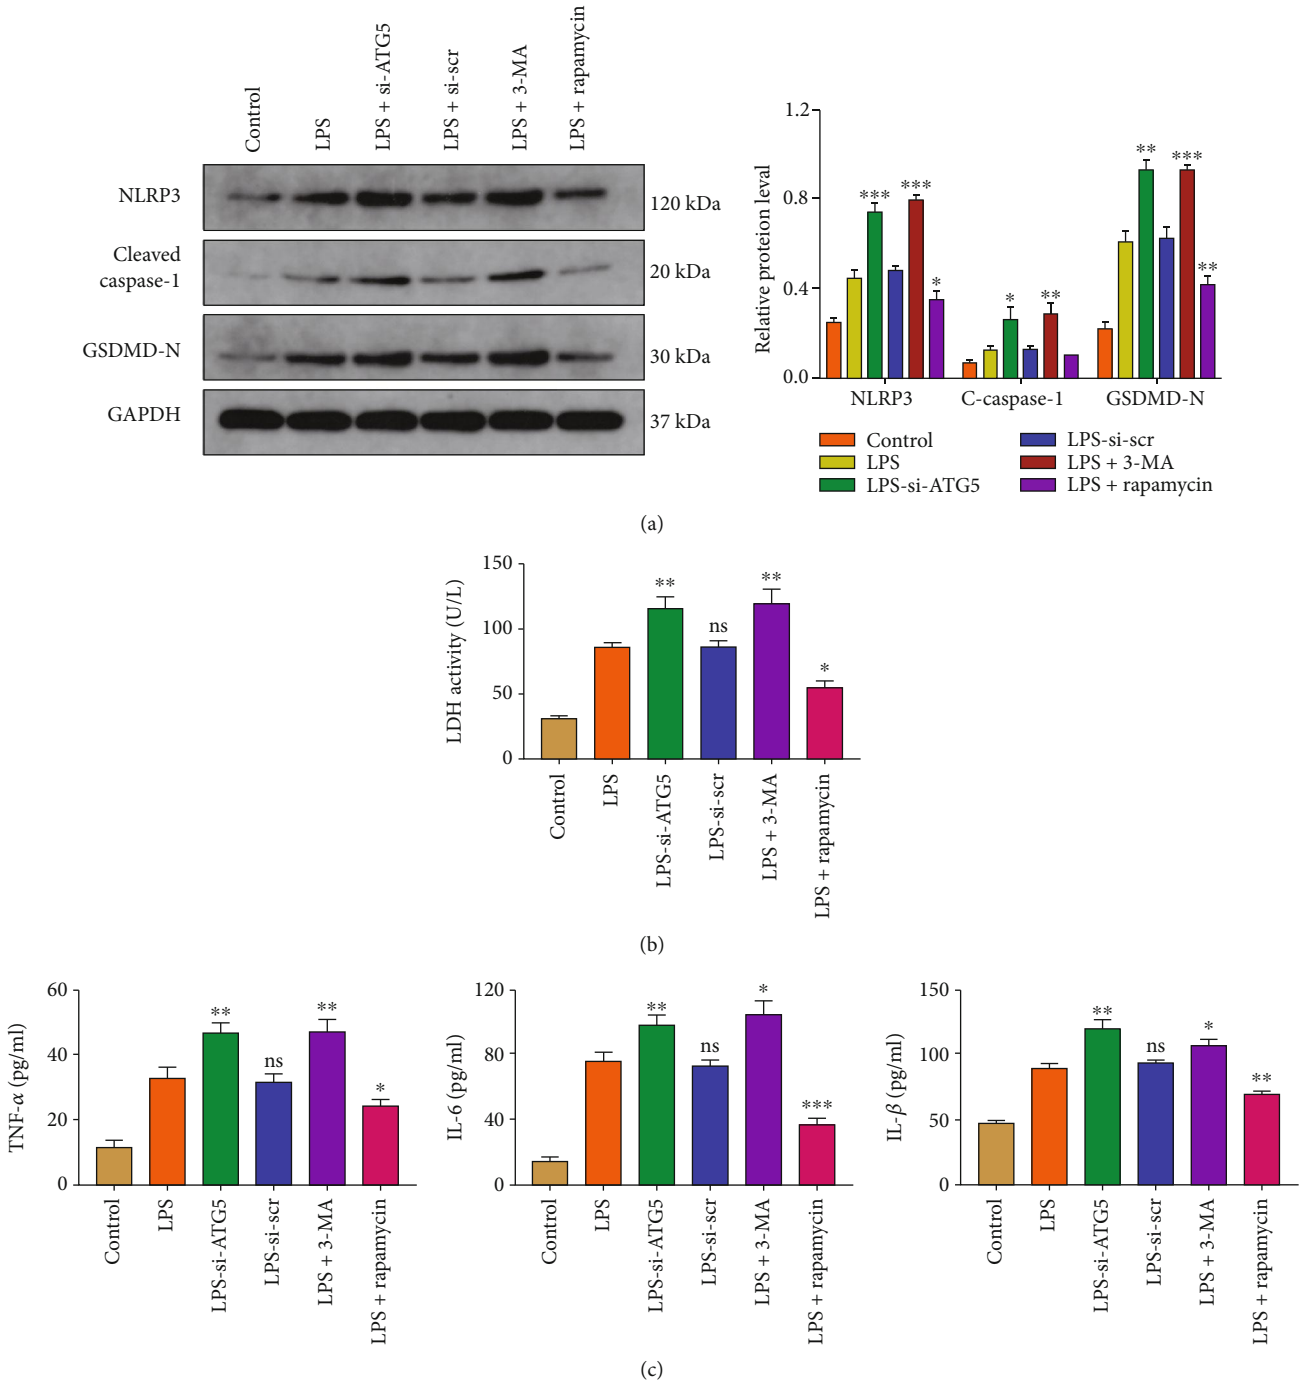 Control
LPS
LPS + si-ATG5
LPS + si-scr
LPS + 3-MA
LPS + rapamycin
NLRP3
120 kDa
Cleaved
caspase-1
20 kDa
GSDMD-N
30 kDa
GAPDH
37 kDa
Relative proteion leval
1.2
0.8
0.4
0.0
***
***
*
*
**
**
***
**
NLRP3 C-caspase-1 GSDMD-N
Control
LPS
LPS-si-ATG5
LPS-si-scr
LPS + 3-MA
LPS + rapamycin
(a)
LDH activity (U/L)
150
100
50
0
**
ns
**
*
Control
LPS
LPS-si-ATG5
LPS-si-scr
LPS + 3-MA
LPS + rapamycin
(b)
TNF-α (pg/ml)
60
40
20
0
**
ns
**
*
Control
LPS
LPS-si-ATG5
LPS-si-scr
LPS + 3-MA
LPS + rapamycin
IL-6 (pg/ml)
120
80
40
0
**
ns
*
***
Control
LPS
LPS-si-ATG5
LPS-si-scr
LPS + 3-MA
LPS + rapamycin
IL-β (pg/ml)
150
100
50
0
**
ns
*
**
Control
LPS
LPS-si-ATG5
LPS-si-scr
LPS + 3-MA
LPS + rapamycin
(c)